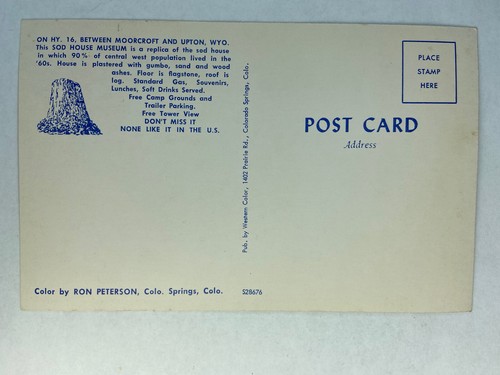 ON HY. 16, BETWEEN MOORCROFT AND UPTON, WYO.
This SOD HOUSE MUSEUM is a replica of the sod house
in which 90% of central west population lived in the
'60s. House is plastered with gumbo, sand and wood
ashes. Floor is flagstone, roof is
log. Standard Gas, Souvenirs,
Lunches, Soft Drinks Served.
Free Camp Grounds and
Trailer Parking.
Free Tower View
DON'T MISS IT
NONE LIKE IT IN THE U.S.
Color by RON PETERSON, Colo. Springs, Colo.
S28676
Pub. by Western Color, 1402 Prairie Rd., Colorado Springs, Colo.
PLACE
STAMP
HERE
POST CARD
Address